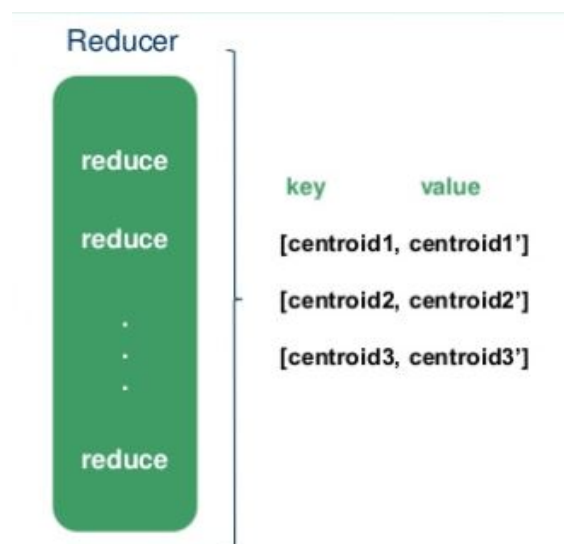 Reducer
reduce
reduce
.
.
.
reduce
key value
[centroid1, centroid1’]
[centroid2, centroid2’]
[centroid3, centroid3’]